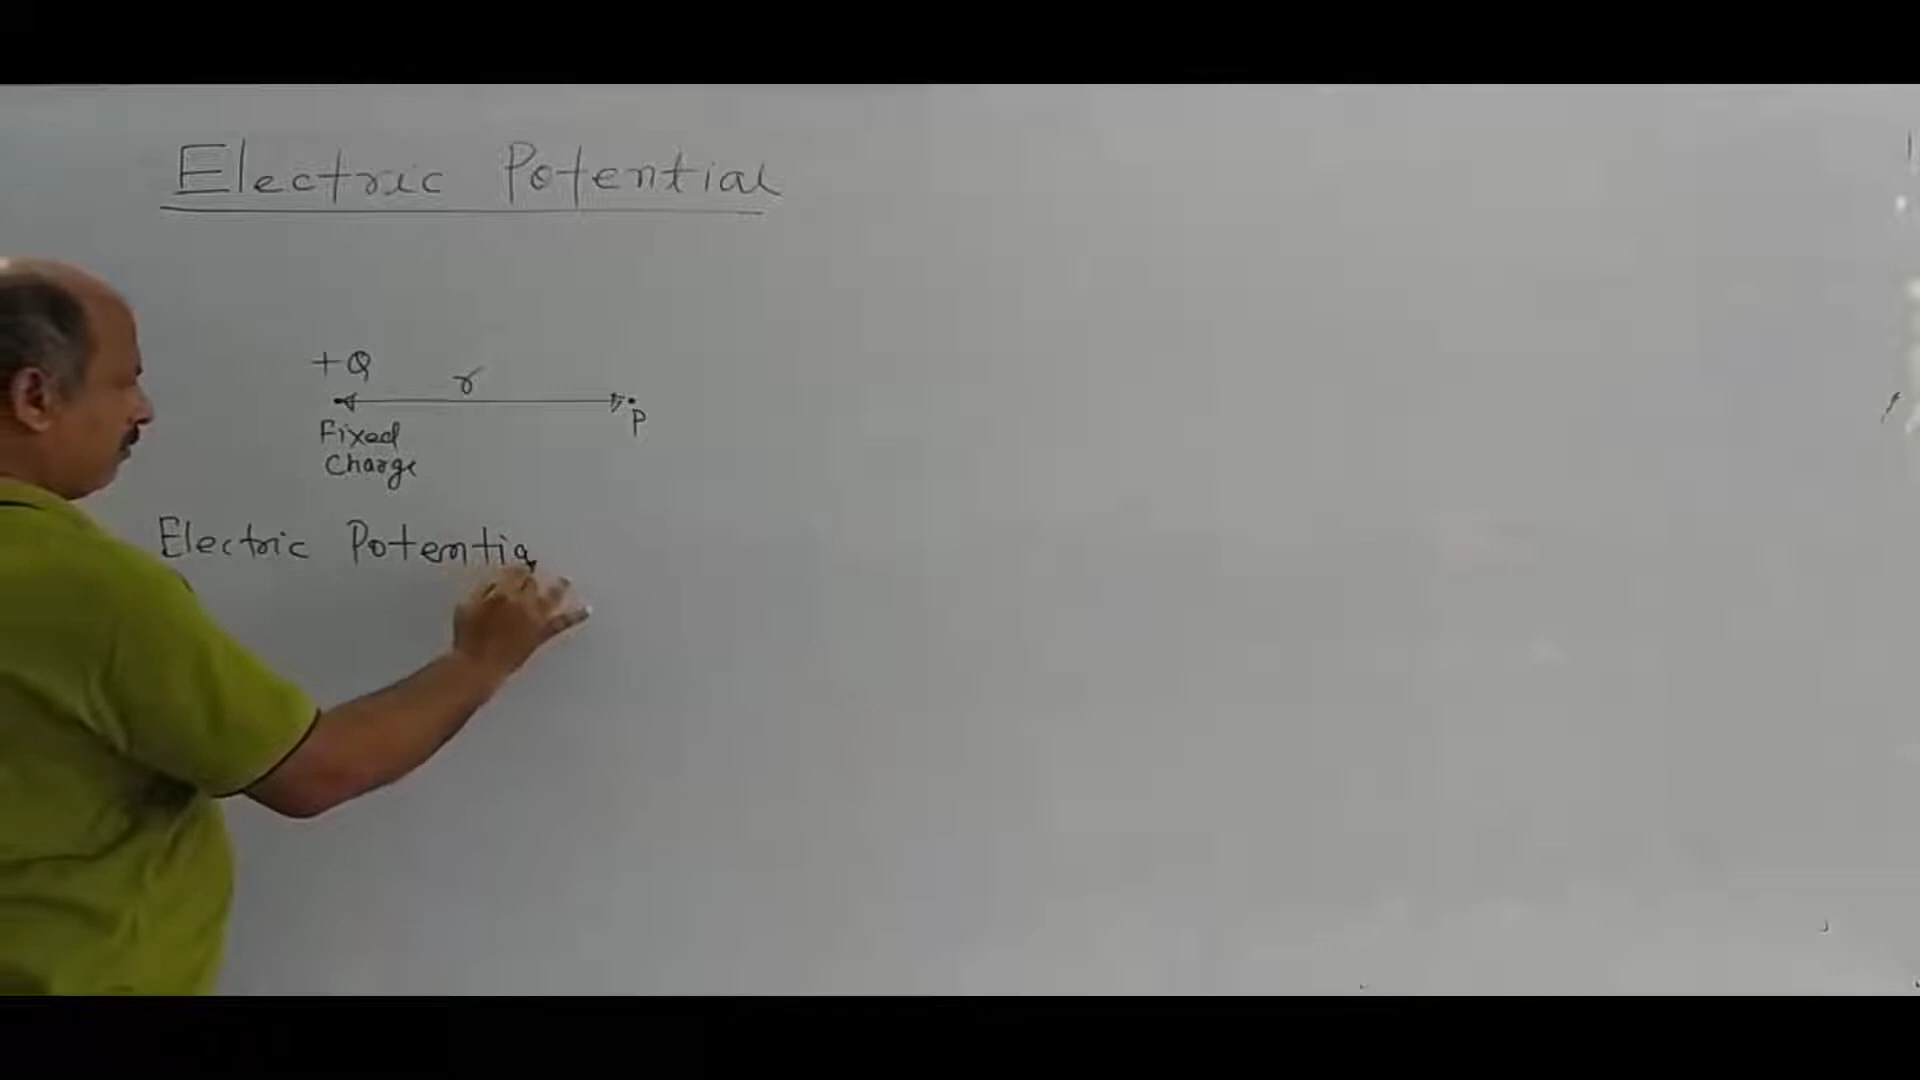 Electric Potential
+Q
r
P
Fixed
Charge
Electric Potentia